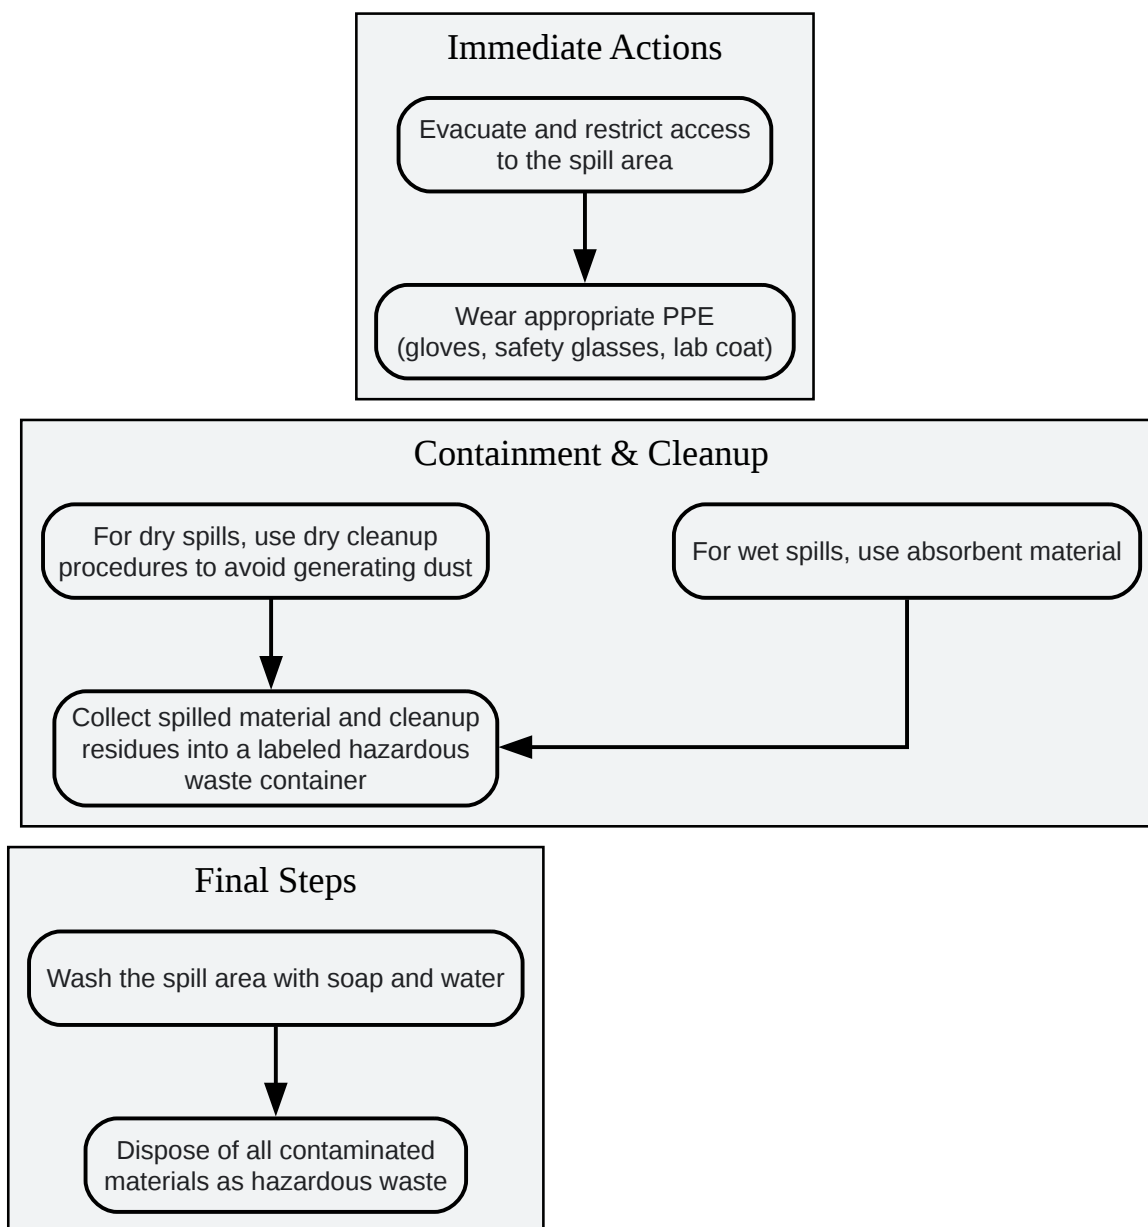 Immediate Actions
Evacuate and restrict access
to the spill area
Wear appropriate PPE
(gloves, safety glasses, lab coat)
Containment & Cleanup
For dry spills, use dry cleanup
procedures to avoid generating dust
For wet spills, use absorbent material
Collect spilled material and cleanup
residues into a labeled hazardous
waste container
Final Steps
Wash the spill area with soap and water
Dispose of all contaminated
materials as hazardous waste